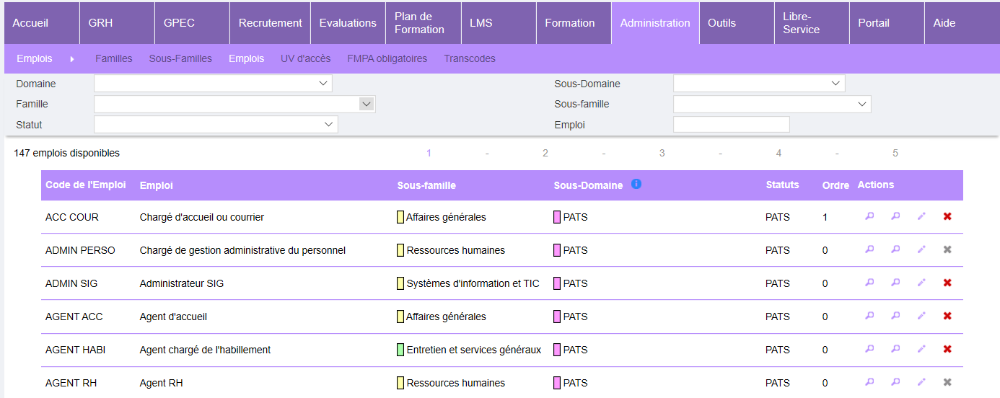 Accueil GRH GPEC Recrutement Evaluations Plan de Formation LMS Formation Administration Outils Libre-Service Portail Aide
Emplois Familles Sous-Familles Emplois UV d'accès FMPA obligatoires Transcodes
Domaine Sous-Domaine
Famille Sous-famille
Statut Emploi
147 emplois disponibles 1 - 2 - 3 - 4 - 5
Code de l'Emploi Emploi Sous-famille Sous-Domaine i Statuts Ordre Actions
ACC COUR Chargé d'accueil ou courrier Affaires générales PATS PATS 1
ADMIN PERSO Chargé de gestion administrative du personnel Ressources humaines PATS PATS 0
ADMIN SIG Administrateur SIG Systèmes d'information et TIC PATS PATS 0
AGENT ACC Agent d'accueil Affaires générales PATS PATS 0
AGENT HABI Agent chargé de l'habillement Entretien et services généraux PATS PATS 0
AGENT RH Agent RH Ressources humaines PATS PATS 0